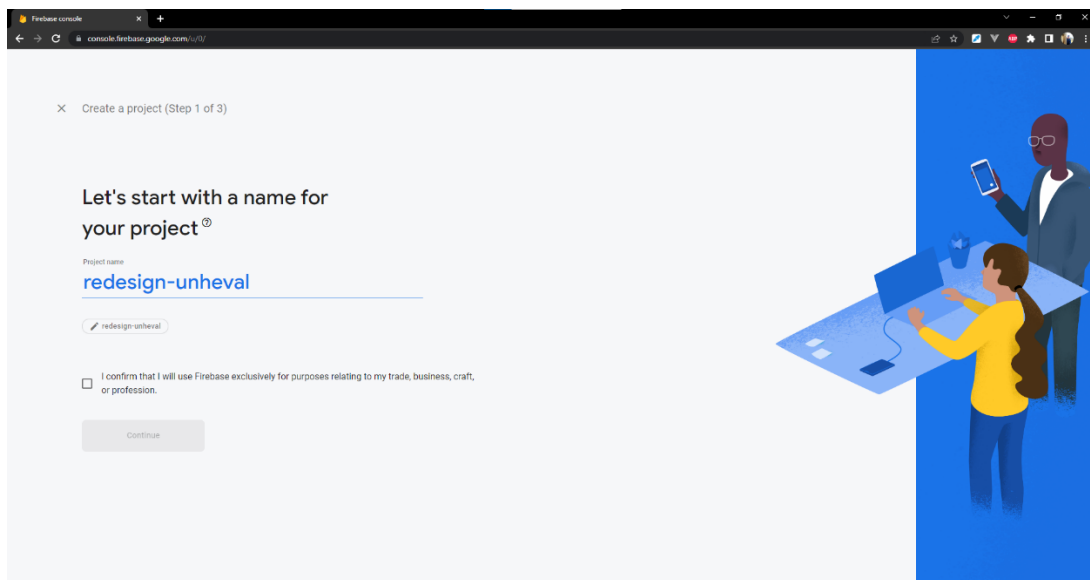 Firebase console
console.firebase.google.com/u/0/
Create a project (Step 1 of 3)
Let's start with a name for
your project
Project name
redesign-unheval
redesign-unheval
I confirm that I will use Firebase exclusively for purposes relating to my trade, business, craft,
or profession.
Continue